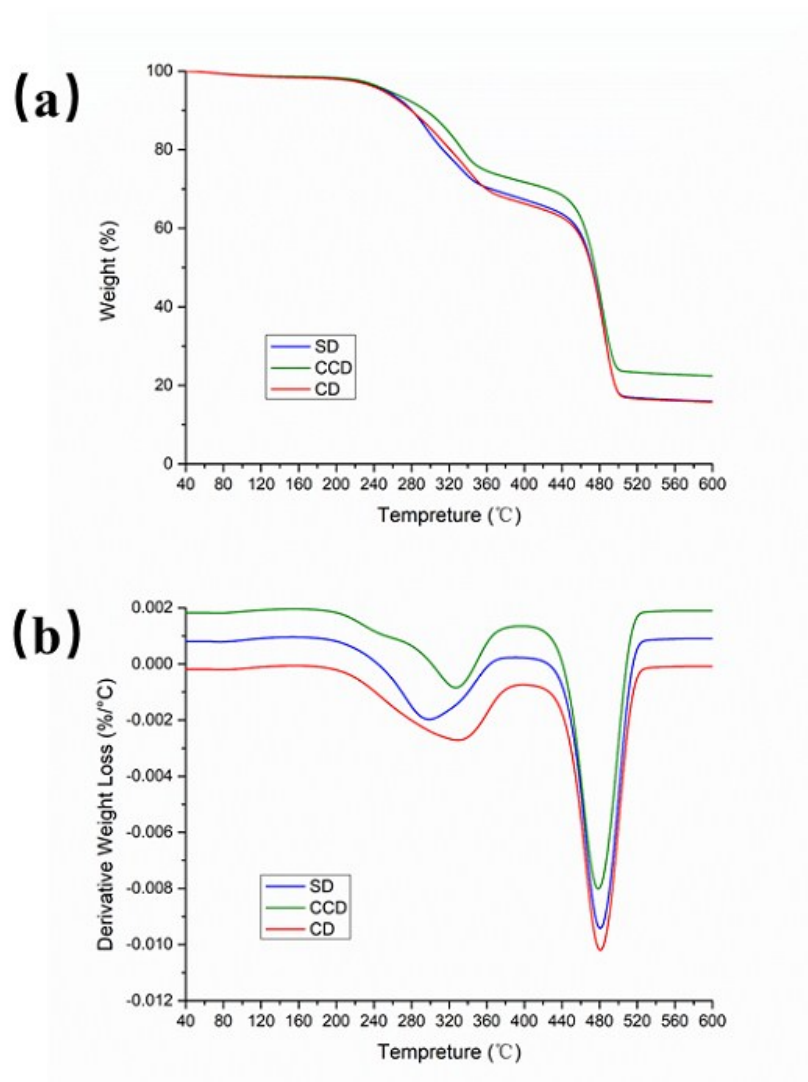 (a)
100
80
60
40
20
0
Weight (%)
SD
CCD
CD
40 80 120 160 200 240 280 320 360 400 440 480 520 560 600
Tempreture (℃)
(b)
0.002
0.000
-0.002
-0.004
-0.006
-0.008
-0.010
-0.012
Derivative Weight Loss (%/°C)
SD
CCD
CD
40 80 120 160 200 240 280 320 360 400 440 480 520 560 600
Tempreture (℃)